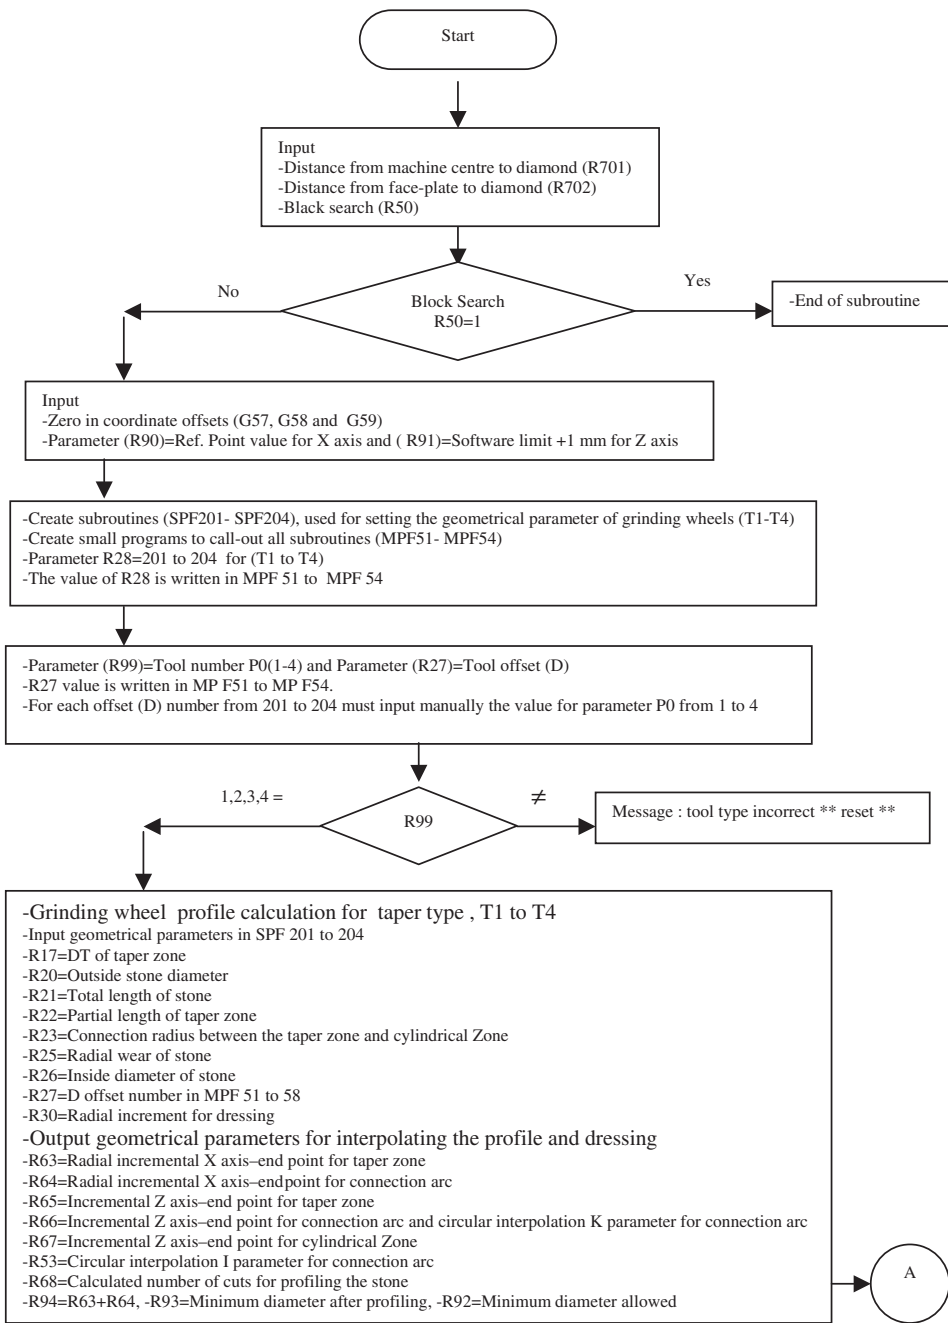 Start
Input
-Distance from machine centre to diamond (R701)
-Distance from face-plate to diamond (R702)
-Black search (R50)
Block Search
R50=1
No
Yes
-End of subroutine
Input
-Zero in coordinate offsets (G57, G58 and G59)
-Parameter (R90)=Ref. Point value for X axis and ( R91)=Software limit +1 mm for Z axis
-Create subroutines (SPF201- SPF204), used for setting the geometrical parameter of grinding wheels (T1-T4)
-Create small programs to call-out all subroutines (MPF51- MPF54)
-Parameter R28=201 to 204 for (T1 to T4)
-The value of R28 is written in MPF 51 to MPF 54
-Parameter (R99)=Tool number P0(1-4) and Parameter (R27)=Tool offset (D)
-R27 value is written in MP F51 to MP F54.
-For each offset (D) number from 201 to 204 must input manually the value for parameter P0 from 1 to 4
1,2,3,4 =
R99
≠
Message : tool type incorrect ** reset **
-Grinding wheel profile calculation for taper type , T1 to T4
-Input geometrical parameters in SPF 201 to 204
-R17=DT of taper zone
-R20=Outside stone diameter
-R21=Total length of stone
-R22=Partial length of taper zone
-R23=Connection radius between the taper zone and cylindrical Zone
-R25=Radial wear of stone
-R26=Inside diameter of stone
-R27=D offset number in MPF 51 to 58
-R30=Radial increment for dressing
-Output geometrical parameters for interpolating the profile and dressing
-R63=Radial incremental X axis–end point for taper zone
-R64=Radial incremental X axis–endpoint for connection arc
-R65=Incremental Z axis–end point for taper zone
-R66=Incremental Z axis–end point for connection arc and circular interpolation K parameter for connection arc
-R67=Incremental Z axis–end point for cylindrical Zone
-R53=Circular interpolation I parameter for connection arc
-R68=Calculated number of cuts for profiling the stone
-R94=R63+R64, -R93=Minimum diameter after profiling, -R92=Minimum diameter allowed
A